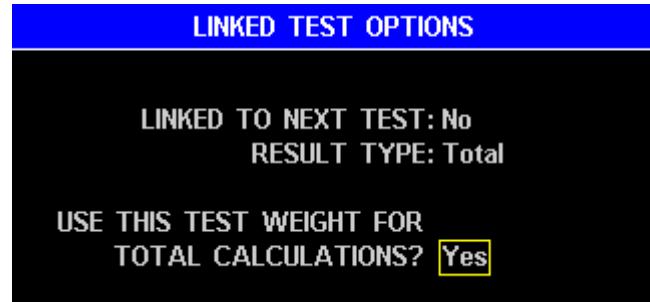 LINKED TEST OPTIONS
LINKED TO NEXT TEST: No
RESULT TYPE: Total
USE THIS TEST WEIGHT FOR
TOTAL CALCULATIONS? Yes